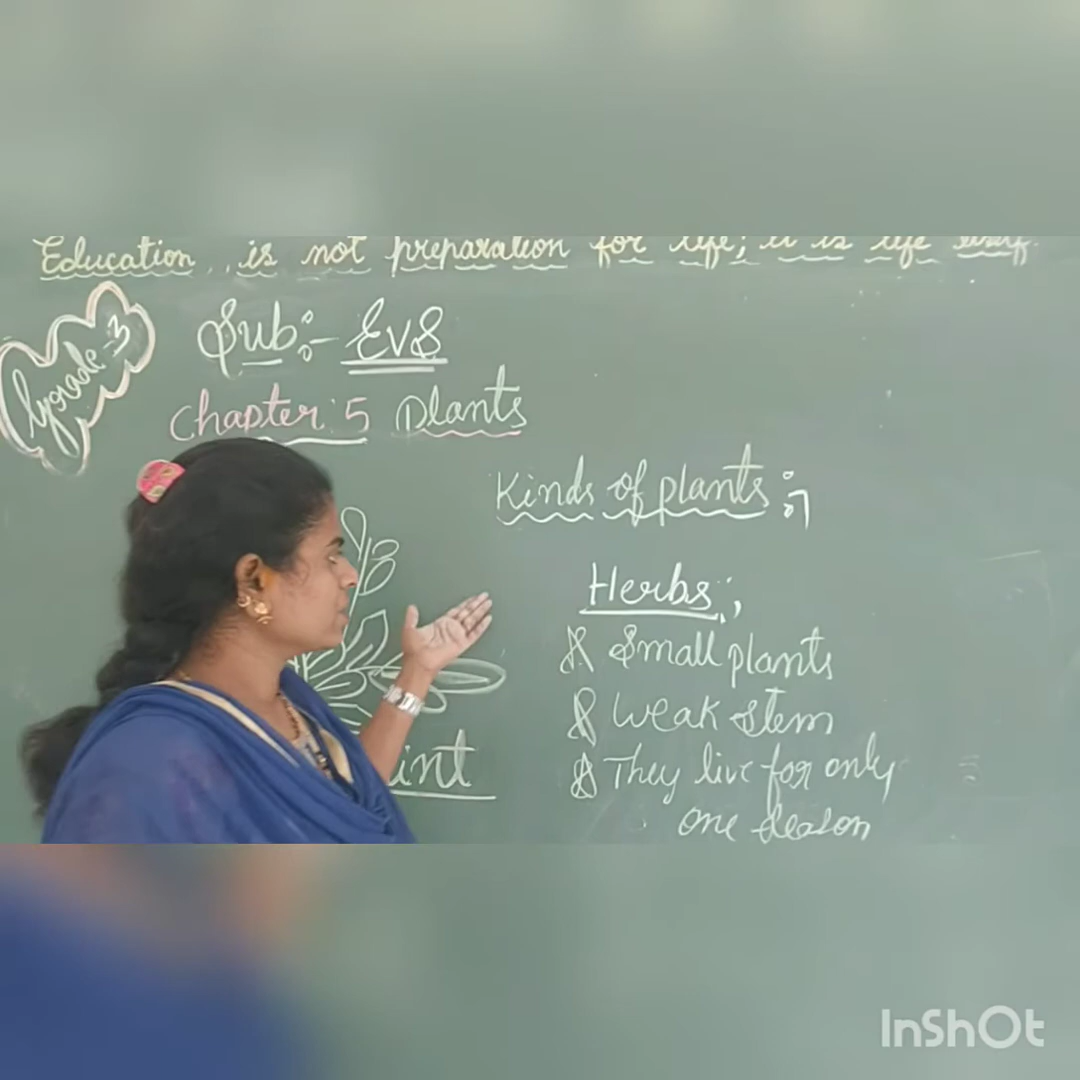 Education is not preparation for life; it is life itself.
Grade-3
Sub:- EVS
Chapter:5 Plants
Kinds of plants:-
Herbs:
Small plants
Weak stem
They live for only
one season
int
InShOt